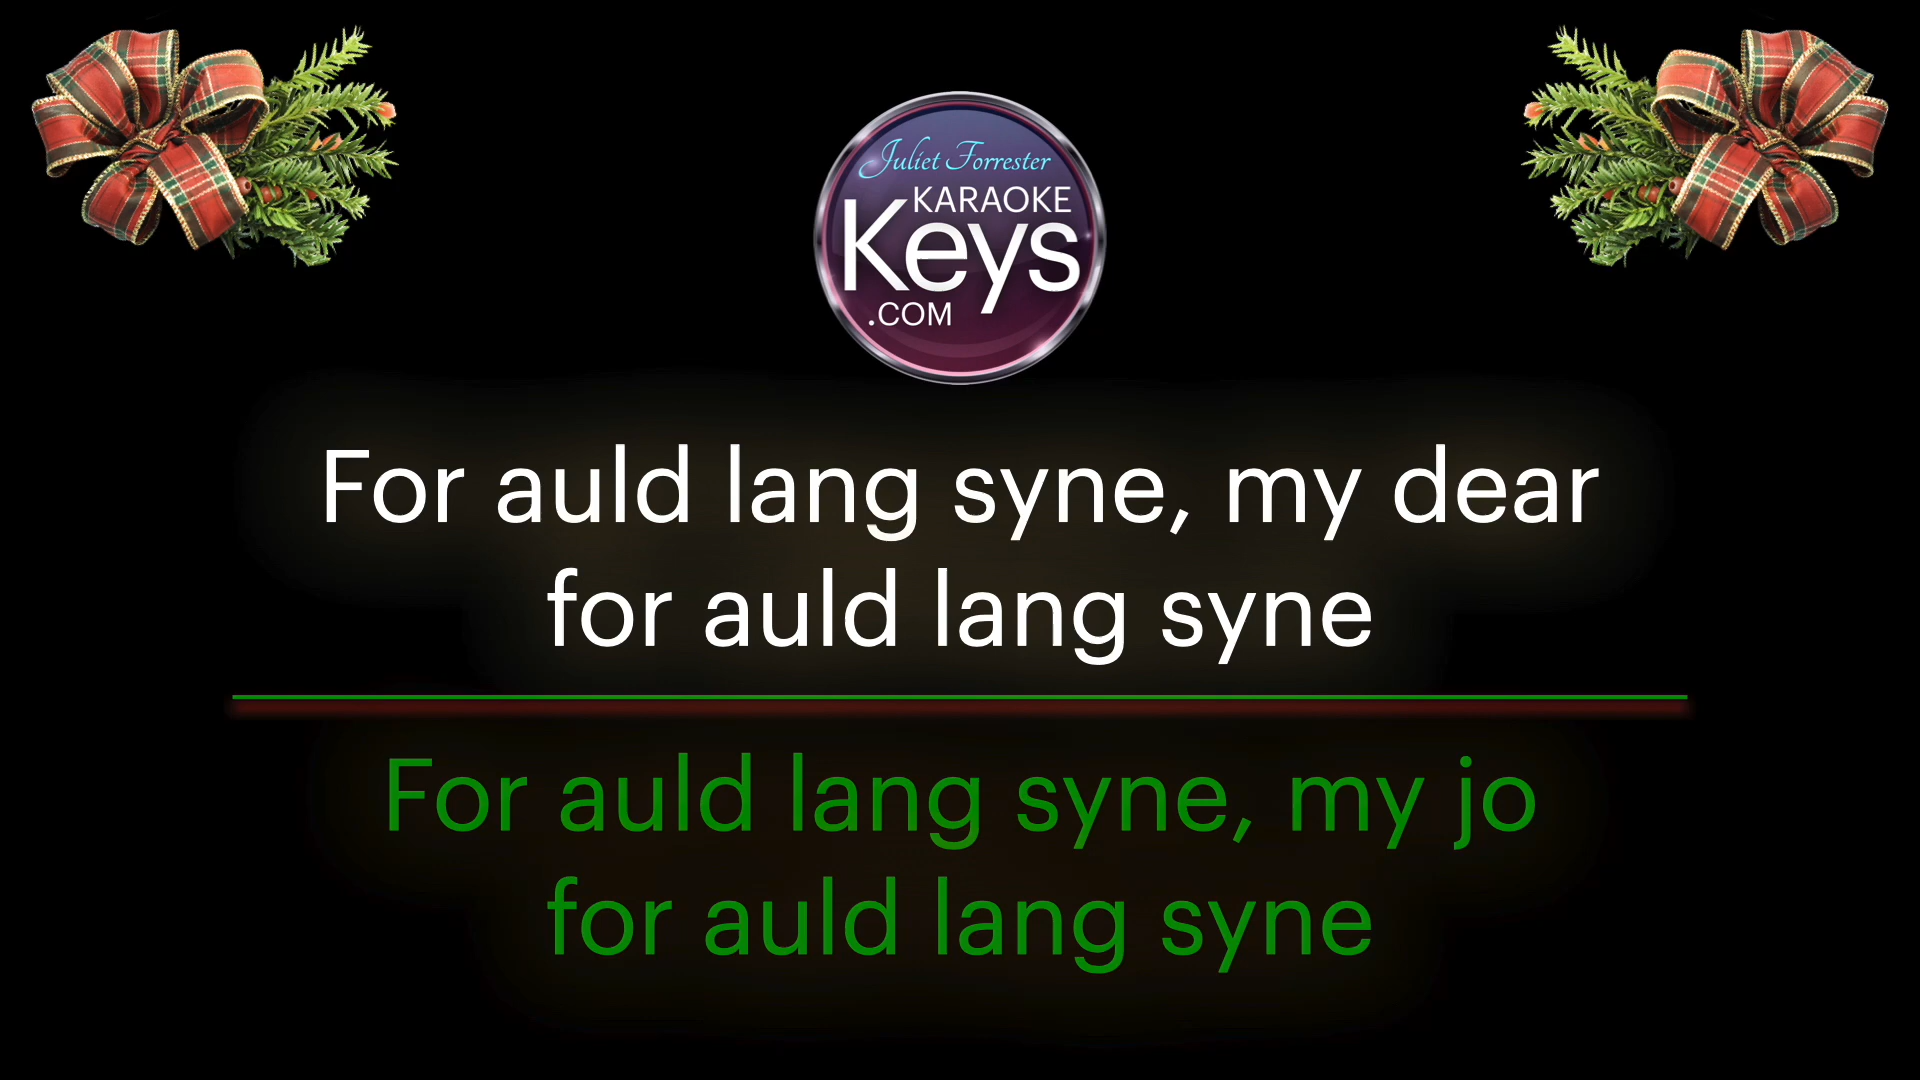 Juliet Forrester
KARAOKE
Keys
.COM
For auld lang syne, my dear
for auld lang syne
For auld lang syne, my jo
for auld lang syne